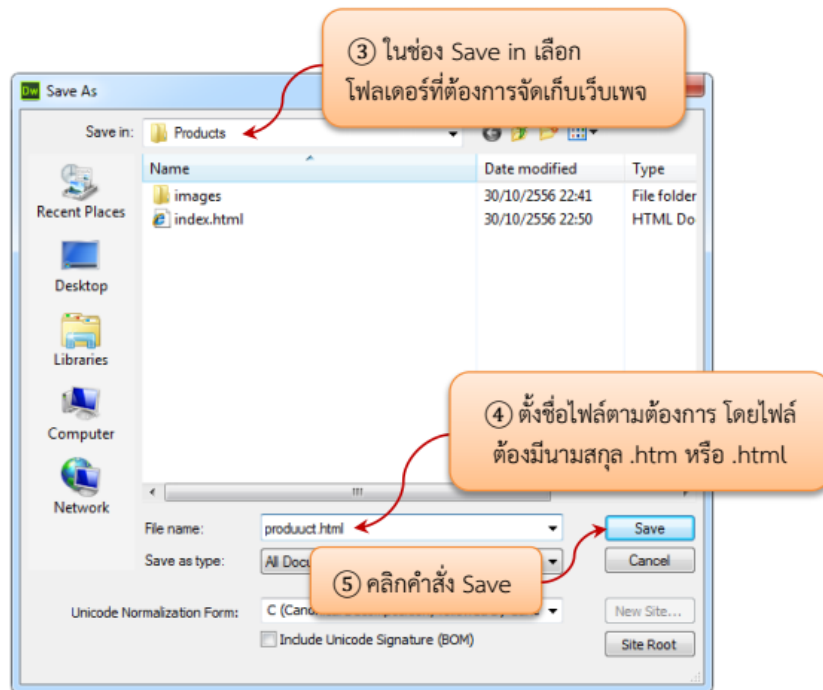 ③ ในช่อง Save in เลือก
โฟลเดอร์ที่ต้องการจัดเก็บเว็บเพจ
Dw Save As
Save in: Products
Name Date modified Type
images 30/10/2556 22:41 File folder
index.html 30/10/2556 22:50 HTML Do
Recent Places
Desktop
Libraries
Computer
Network
④ ตั้งชื่อไฟล์ตามต้องการ โดยไฟล์
ต้องมีนามสกุล .htm หรือ .html
File name: produuct.html Save
Save as type: All Docu Cancel
⑤ คลิกคำสั่ง Save
Unicode Normalization Form: C (Can New Site...
Include Unicode Signature (BOM) Site Root